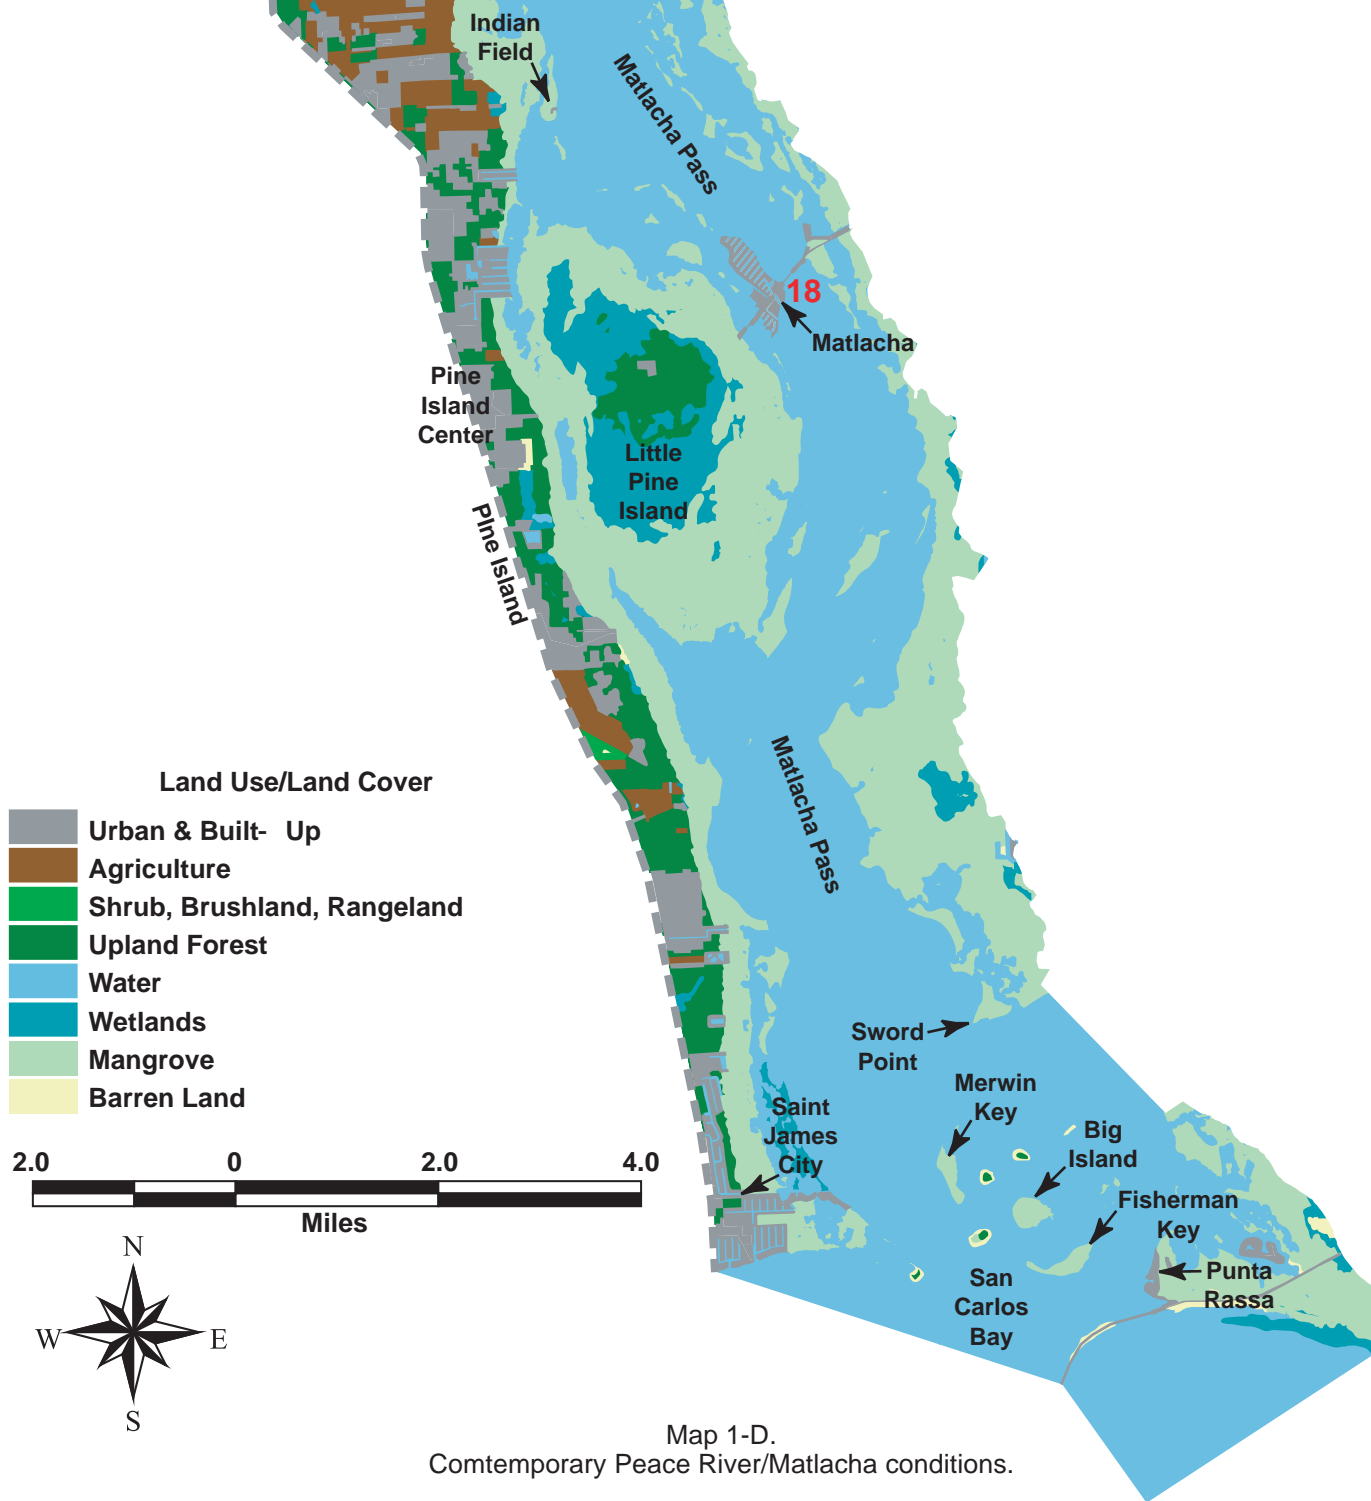 Indian
Field
Matlacha Pass
18
Matlacha
Pine
Island
Center
Little
Pine
Island
PIne Island
Matlacha Pass
Land Use/Land Cover
Urban & Built- Up
Agriculture
Shrub, Brushland, Rangeland
Upland Forest
Water
Wetlands
Mangrove
Barren Land
Sword
Point
Merwin
Key
Saint
James
City
Big
Island
Fisherman
Key
Punta
Rassa
San
Carlos
Bay
2.0 0 2.0 4.0
Miles
N
W E
S
Map 1-D.
Comtemporary Peace River/Matlacha conditions.